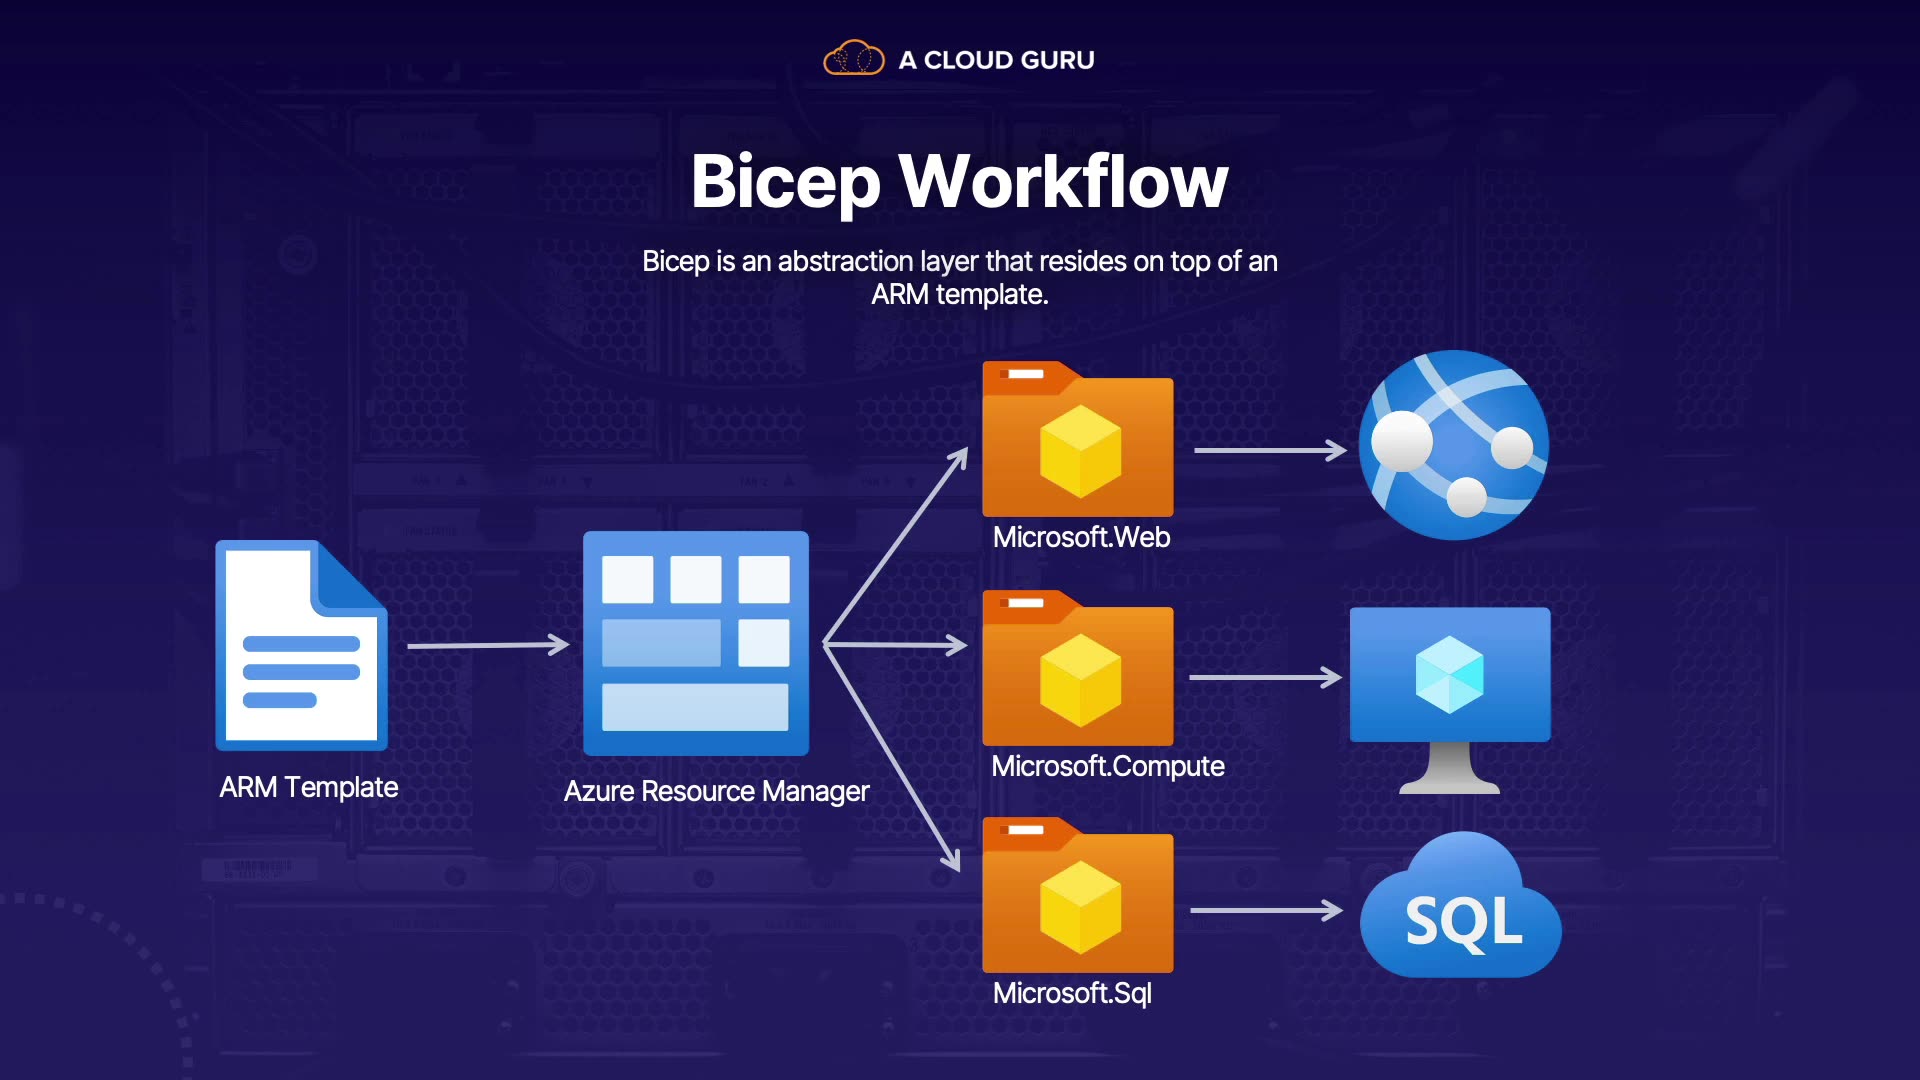 A CLOUD GURU
Bicep Workflow
Bicep is an abstraction layer that resides on top of an
ARM template.
Microsoft.Web
ARM Template
Azure Resource Manager
Microsoft.Compute
SQL
Microsoft.Sql